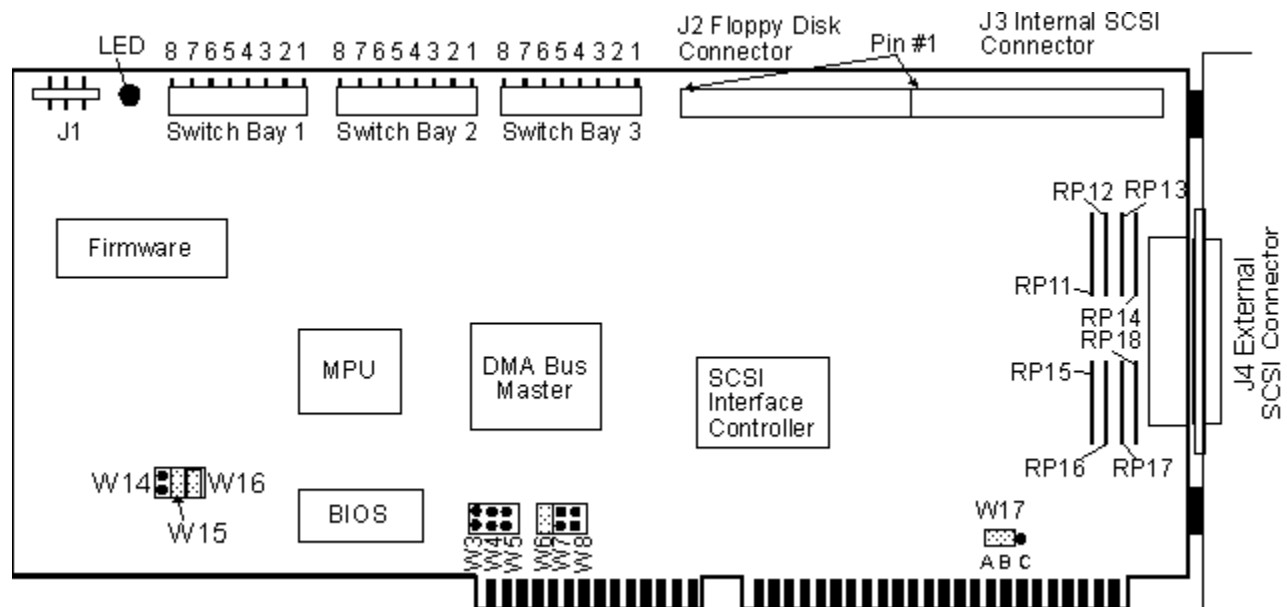 LED
8 7 6 5 4 3 2 1
8 7 6 5 4 3 2 1
8 7 6 5 4 3 2 1
J2 Floppy Disk
Connector
Pin #1
J3 Internal SCSI
Connector
J1
Switch Bay 1
Switch Bay 2
Switch Bay 3
Firmware
RP12
RP13
RP11
RP14
RP18
RP15
RP16
RP17
J4 External
SCSI Connector
MPU
DMA Bus
Master
SCSI
Interface
Controller
W14
W16
W15
BIOS
W3
W4
W5
W6
W7
W8
W17
A B C